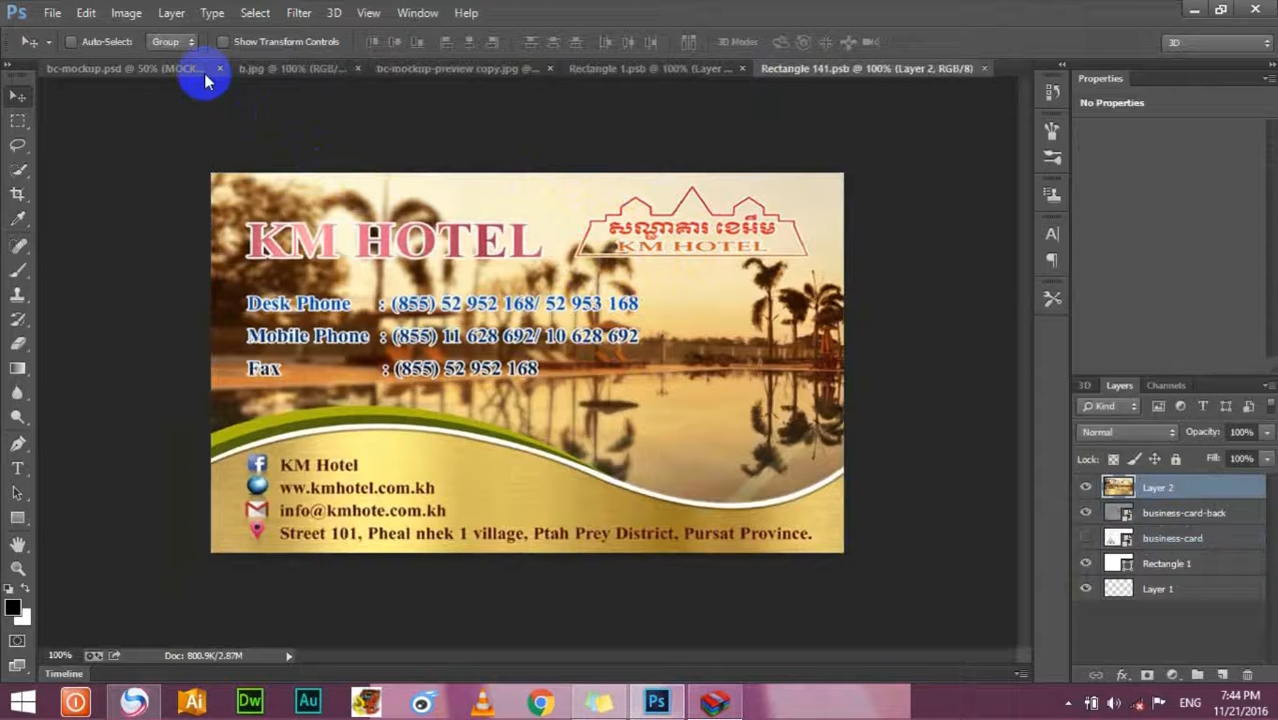 Ps File Edit Image Layer Type Select Filter 3D View Window Help
Auto-Select: Group Show Transform Controls 3D Mode: 3D
bc-mockup.psd @ 50% (MOCK... × b.jpg @ 100% (RGB/... × bc-mockup-preview copy.jpg @... × Rectangle 1.psb @ 100% (Layer ... × Rectangle 141.psb @ 100% (Layer 2, RGB/8) ×
Properties
No Properties
KM HOTEL
សណ្ឋាគារ ខេអឹម
KM HOTEL
Desk Phone : (855) 52 952 168/ 52 953 168
Mobile Phone : (855) 11 628 692/ 10 628 692
Fax : (855) 52 952 168
KM Hotel
ww.kmhotel.com.kh
info@kmhote.com.kh
Street 101, Pheal nhek 1 village, Ptah Prey District, Pursat Province.
3D Layers Channels
Kind
Normal Opacity: 100%
Lock: Fill: 100%
Layer 2
business-card-back
business-card
Rectangle 1
Layer 1
100% Doc: 800.9K/2.87M
Timeline
Ai Dw Au Ps
ENG
7:44 PM
11/21/2016